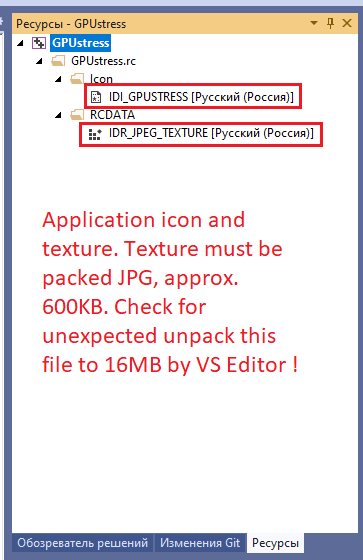 Ресурсы - GPUstress
GPUstress
GPUstress.rc
Icon
IDI_GPUSTRESS [Русский (Россия)]
RCDATA
IDR_JPEG_TEXTURE [Русский (Россия)]
Application icon and
texture. Texture must be
packed JPG, approx.
600KB. Check for
unexpected unpack this
file to 16MB by VS Editor !
Обозреватель решений Изменения Git Ресурсы